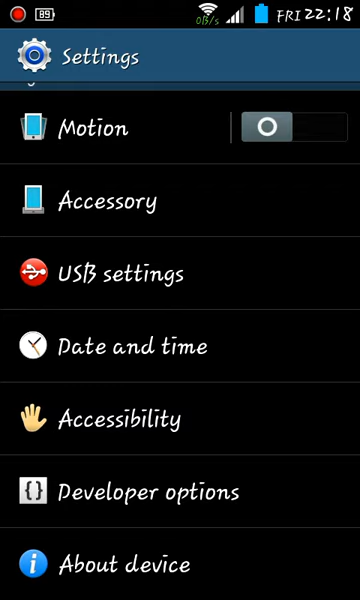 89
0B/s
FRI 22:18
Settings
Motion
Accessory
USB settings
Date and time
Accessibility
Developer options
About device